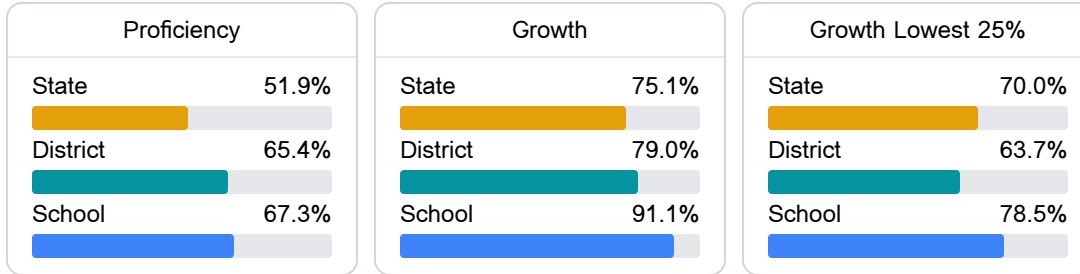 Proficiency
State 51.9%
District 65.4%
School 67.3%
Growth
State 75.1%
District 79.0%
School 91.1%
Growth Lowest 25%
State 70.0%
District 63.7%
School 78.5%